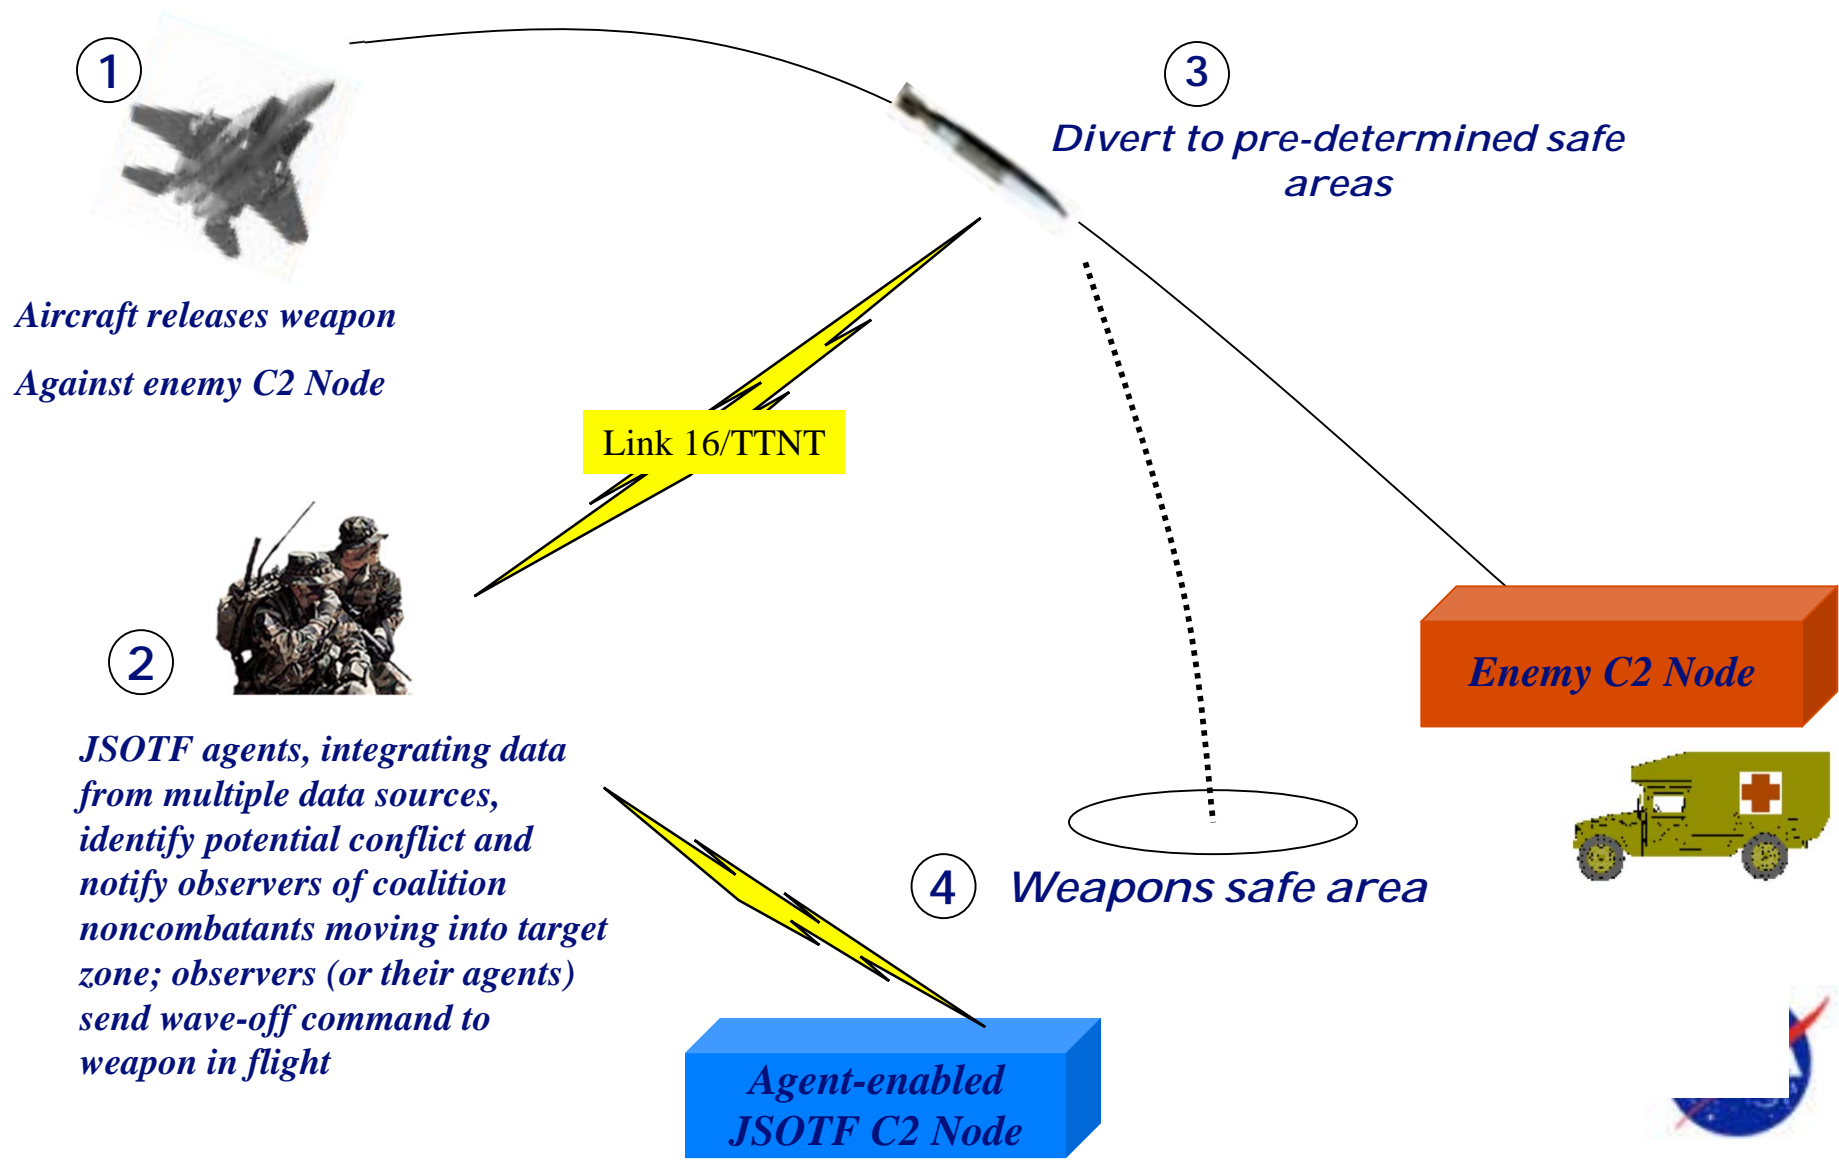 1
Aircraft releases weapon
Against enemy C2 Node
3
Divert to pre-determined safe
areas
Link 16/TTNT
2
JSOTF agents, integrating data
from multiple data sources,
identify potential conflict and
notify observers of coalition
noncombatants moving into target
zone; observers (or their agents)
send wave-off command to
weapon in flight
Enemy C2 Node
4
Weapons safe area
Agent-enabled
JSOTF C2 Node